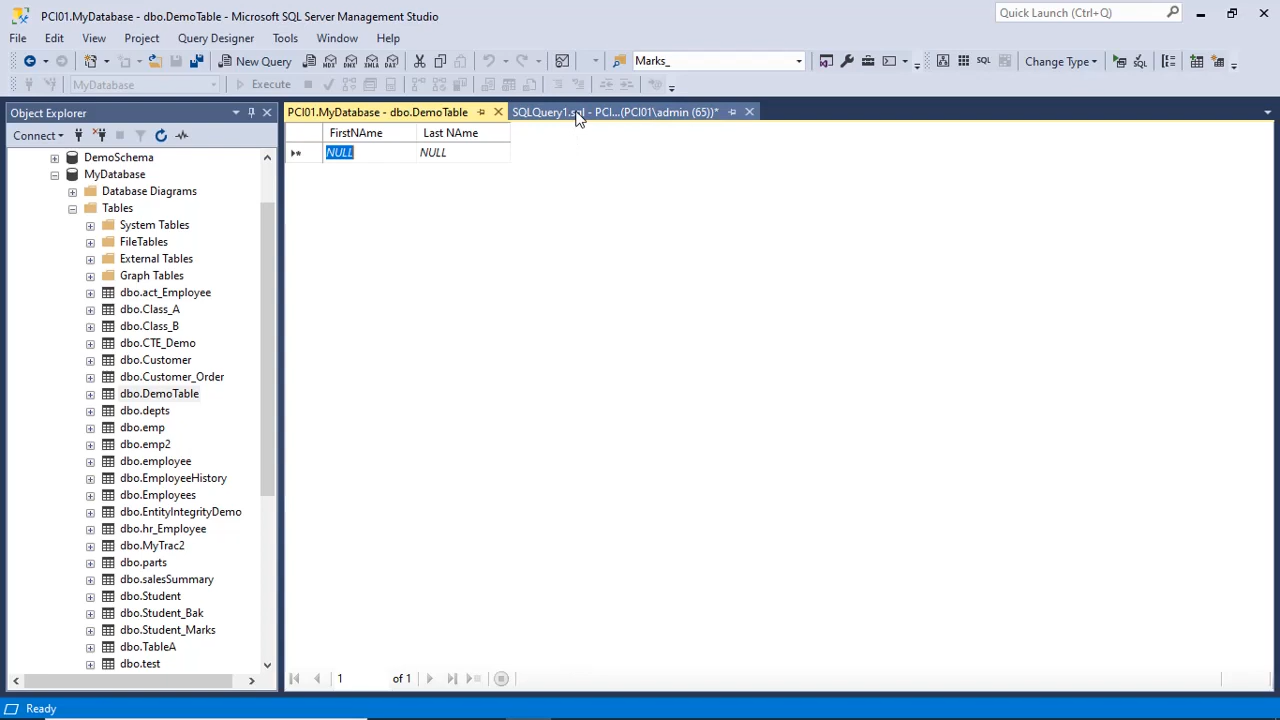 PCI01.MyDatabase - dbo.DemoTable - Microsoft SQL Server Management Studio
Quick Launch (Ctrl+Q)
File Edit View Project Query Designer Tools Window Help
New Query Marks_ Change Type
MyDatabase Execute
Object Explorer
PCI01.MyDatabase - dbo.DemoTable
SQLQuery1.sql - PCI...(PCI01\admin (65))*
Connect
FirstNAme Last NAme
NULL NULL
DemoSchema
MyDatabase
Database Diagrams
Tables
System Tables
FileTables
External Tables
Graph Tables
dbo.act_Employee
dbo.Class_A
dbo.Class_B
dbo.CTE_Demo
dbo.Customer
dbo.Customer_Order
dbo.DemoTable
dbo.depts
dbo.emp
dbo.emp2
dbo.employee
dbo.EmployeeHistory
dbo.Employees
dbo.EntityIntegrityDemo
dbo.hr_Employee
dbo.MyTrac2
dbo.parts
dbo.salesSummary
dbo.Student
dbo.Student_Bak
dbo.Student_Marks
dbo.TableA
dbo.test
1 of 1
Ready